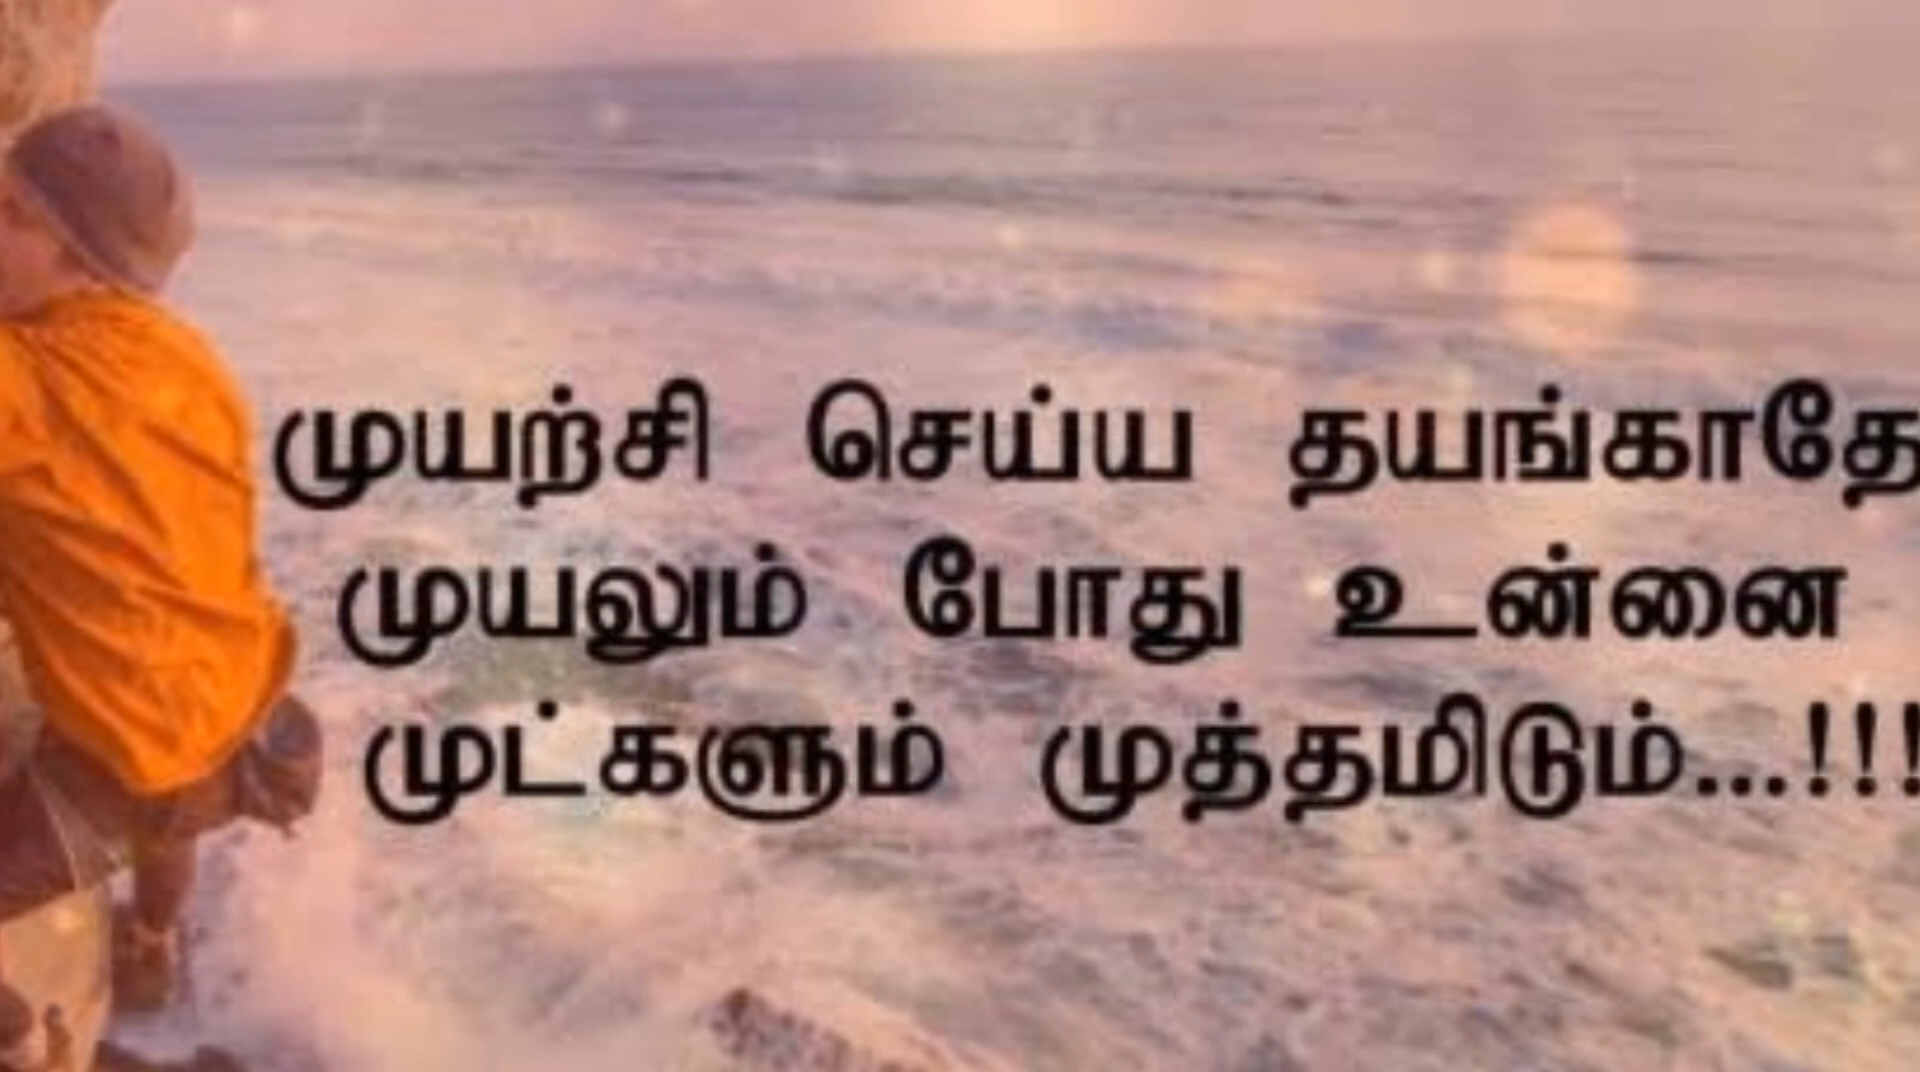 முயற்சி செய்ய தயங்காதே
முயலும் போது உன்னை
முட்களும் முத்தமிடும்...!!!